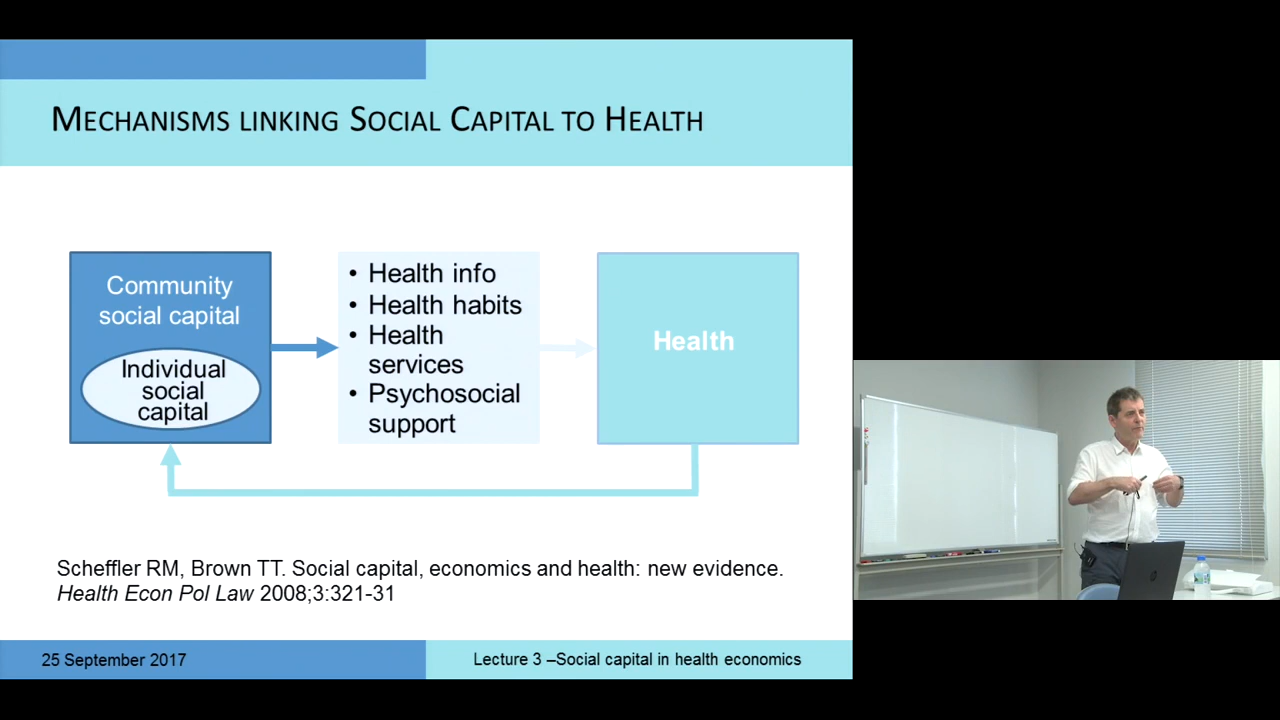 MECHANISMS LINKING SOCIAL CAPITAL TO HEALTH
Community
social capital
Individual
social
capital
• Health info
• Health habits
• Health
services
• Psychosocial
support
Health
Scheffler RM, Brown TT. Social capital, economics and health: new evidence.
Health Econ Pol Law 2008;3:321-31
25 September 2017
Lecture 3 –Social capital in health economics